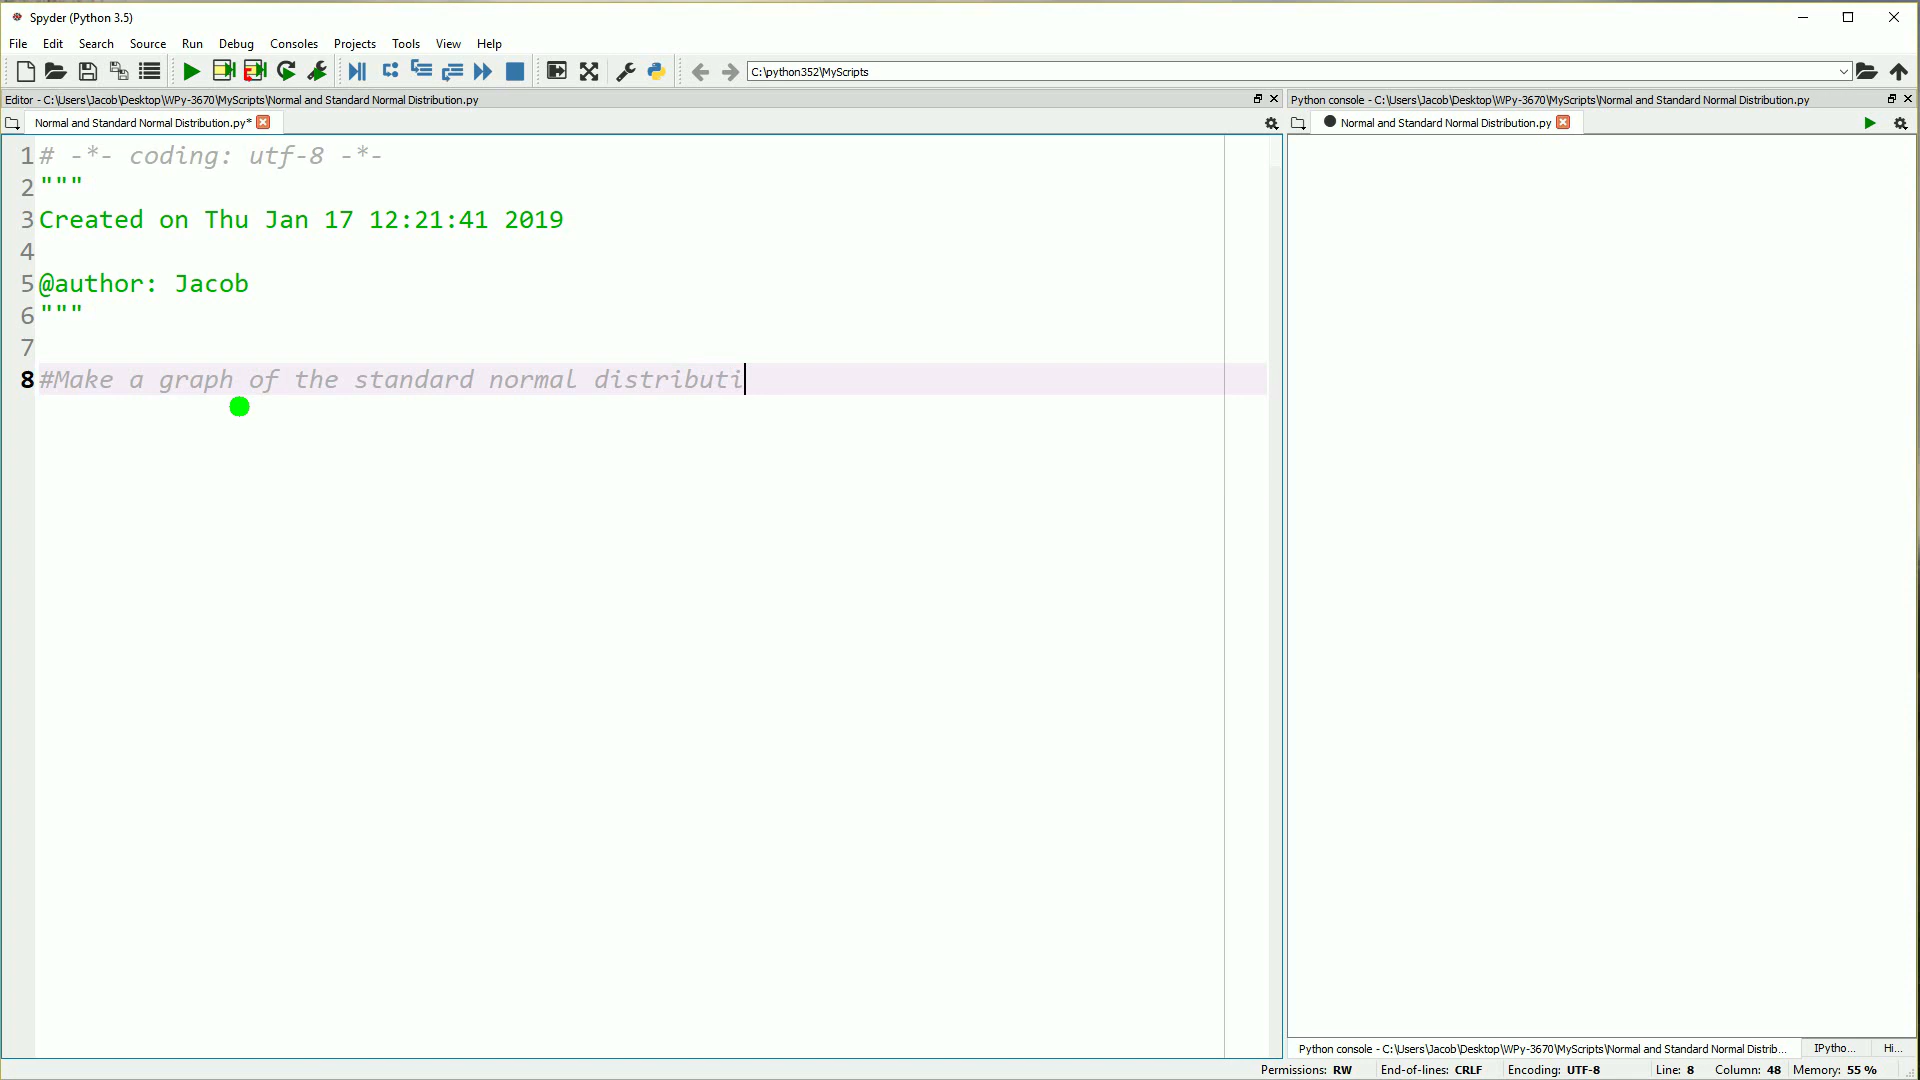 Spyder (Python 3.5)
File Edit Search Source Run Debug Consoles Projects Tools View Help
C:\python352\MyScripts
Editor - C:\Users\Jacob\Desktop\WPy-3670\MyScripts\Normal and Standard Normal Distribution.py
Python console - C:\Users\Jacob\Desktop\WPy-3670\MyScripts\Normal and Standard Normal Distribution.py
Normal and Standard Normal Distribution.py*
Normal and Standard Normal Distribution.py
1 # -*- coding: utf-8 -*-
2 """
3 Created on Thu Jan 17 12:21:41 2019
4
5 @author: Jacob
6 """
7
8 #Make a graph of the standard normal distributi
Python console - C:\Users\Jacob\Desktop\WPy-3670\MyScripts\Normal and Standard Normal Distrib... IPytho... Hi...
Permissions: RW End-of-lines: CRLF Encoding: UTF-8 Line: 8 Column: 48 Memory: 55 %